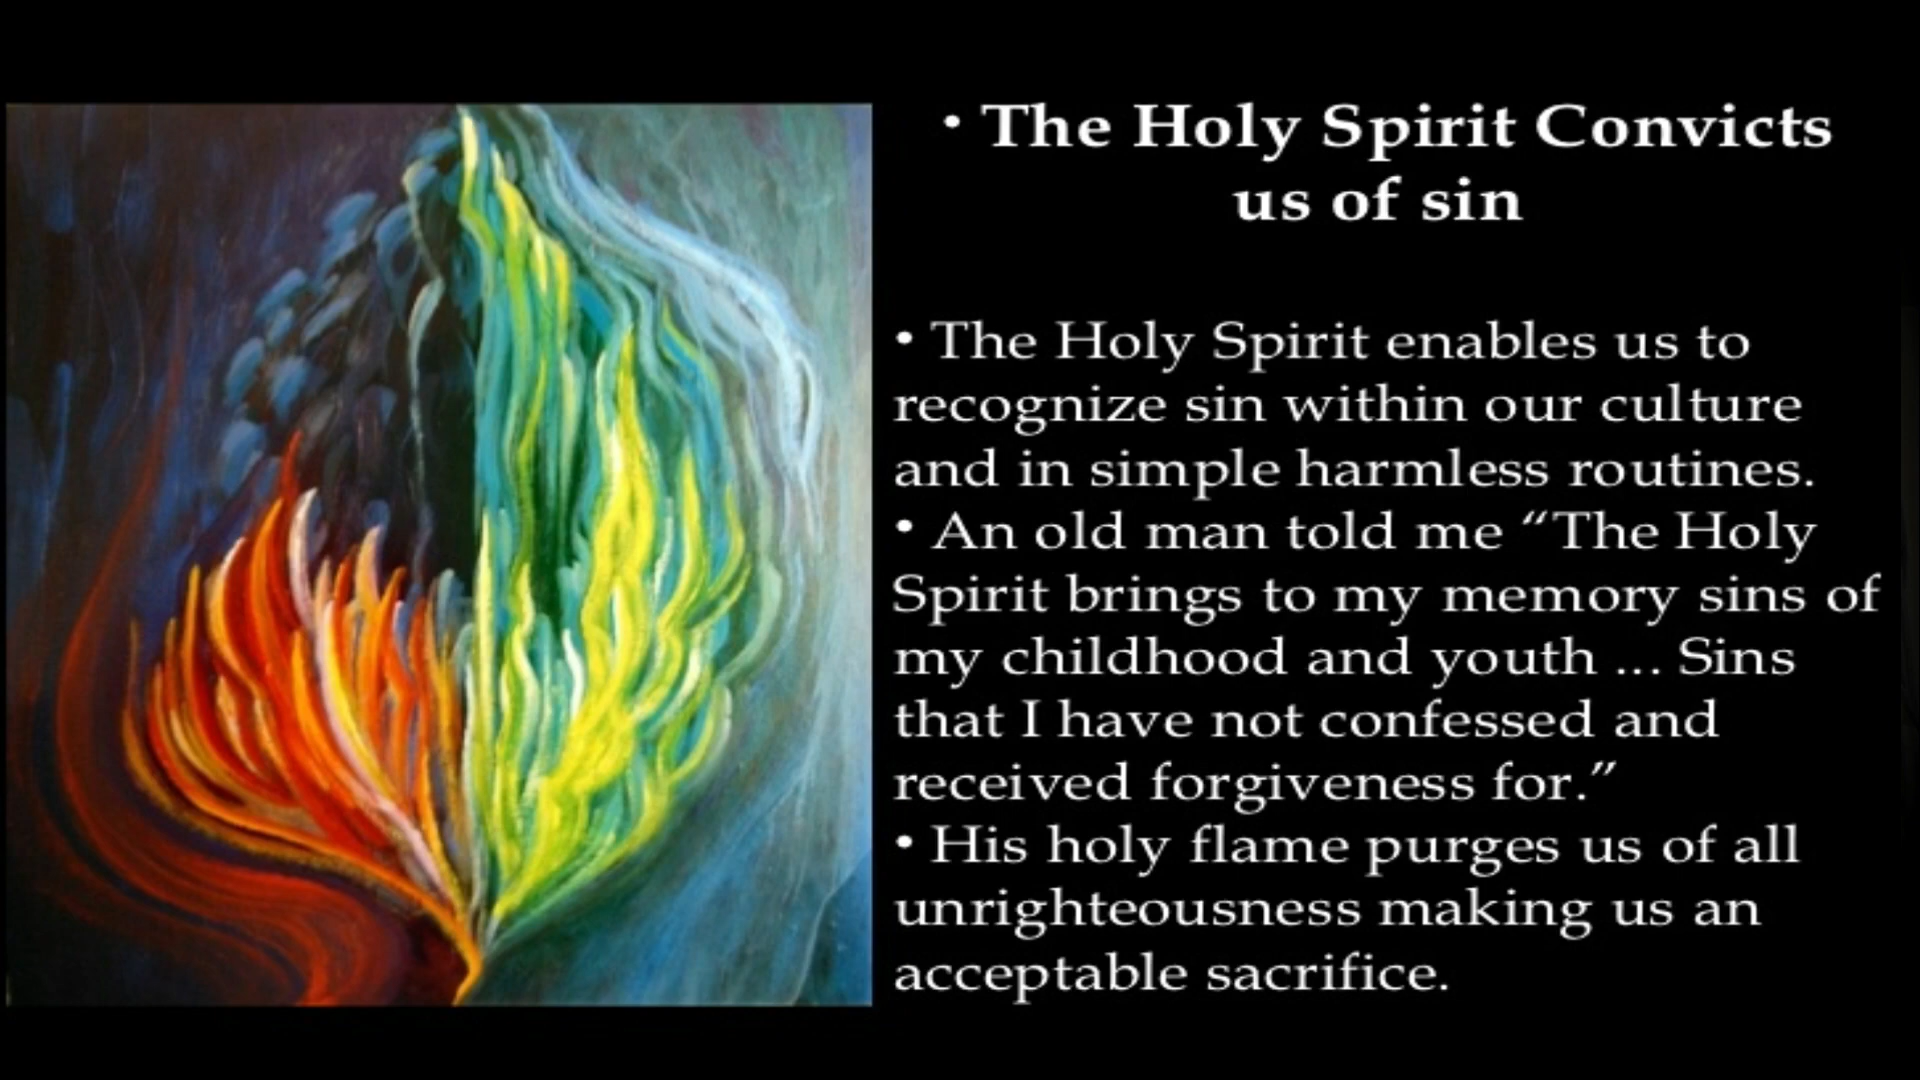 • The Holy Spirit Convicts
us of sin
• The Holy Spirit enables us to
recognize sin within our culture
and in simple harmless routines.
• An old man told me “The Holy
Spirit brings to my memory sins of
my childhood and youth ... Sins
that I have not confessed and
received forgiveness for.”
• His holy flame purges us of all
unrighteousness making us an
acceptable sacrifice.